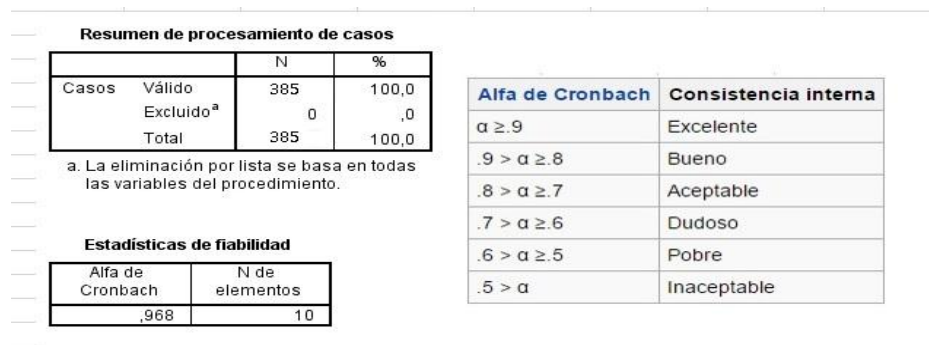 Resumen de procesamiento de casos
N %
Casos Válido 385 100,0
Excluidoª 0 ,0
Total 385 100,0
a. La eliminación por lista se basa en todas
las variables del procedimiento.
Estadísticas de fiabilidad
Alfa de Cronbach N de elementos
,968 10
Alfa de Cronbach Consistencia interna
α ≥.9 Excelente
.9 > α ≥.8 Bueno
.8 > α ≥.7 Aceptable
.7 > α ≥.6 Dudoso
.6 > α ≥.5 Pobre
.5 > α Inaceptable